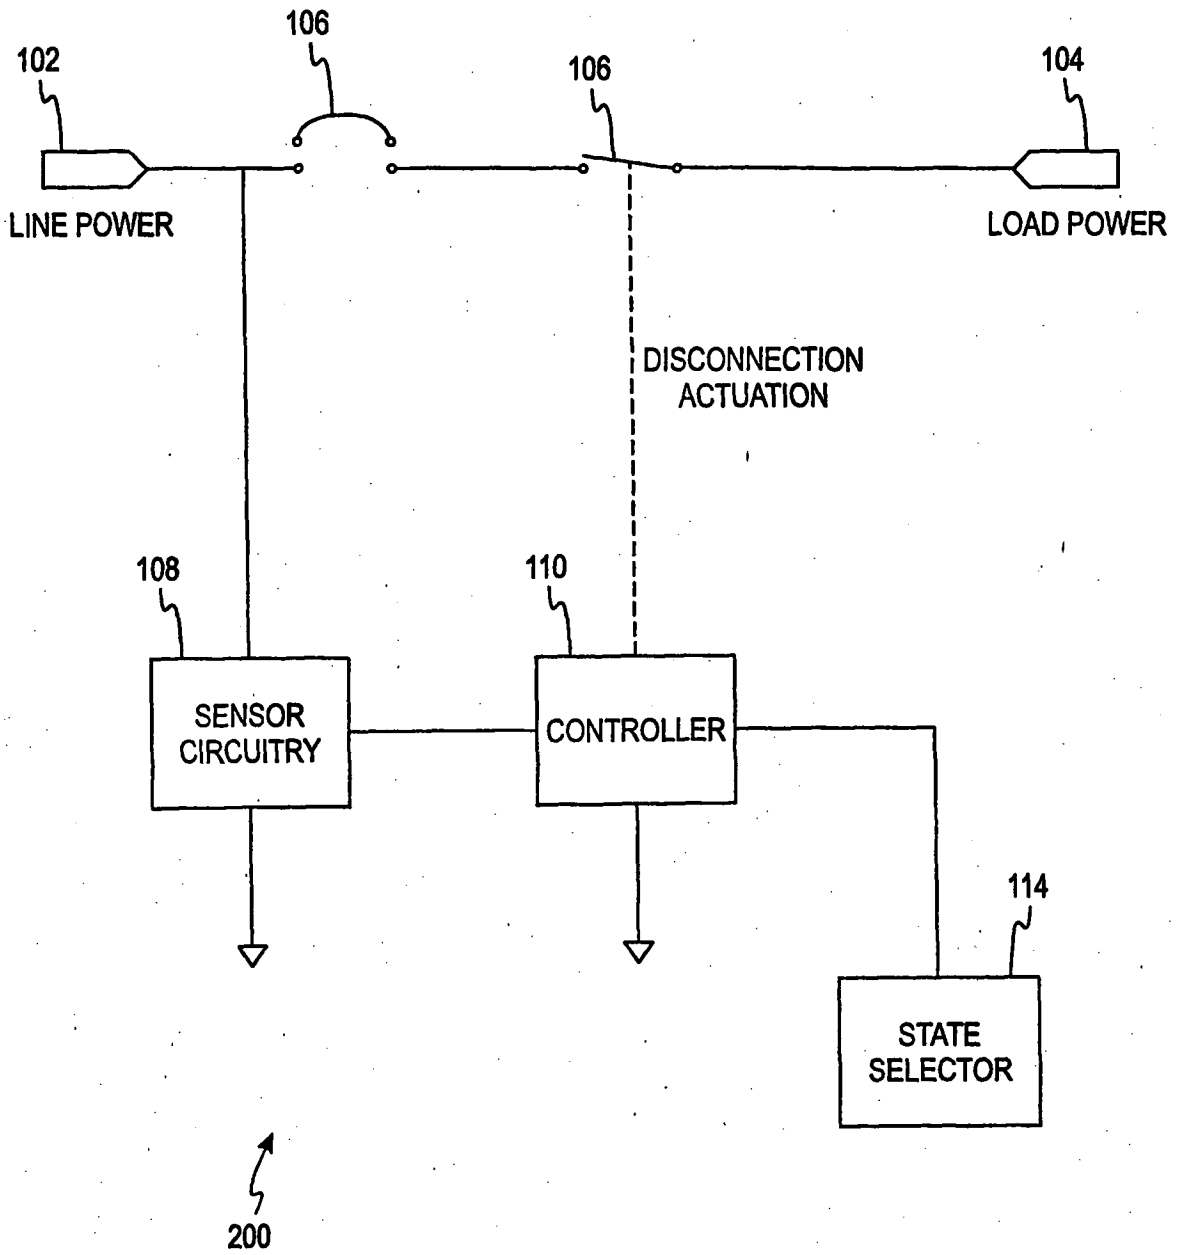 106
102
106
104
LINE POWER
LOAD POWER
DISCONNECTION
ACTUATION
108
110
SENSOR
CIRCUITRY
CONTROLLER
114
STATE
SELECTOR
200